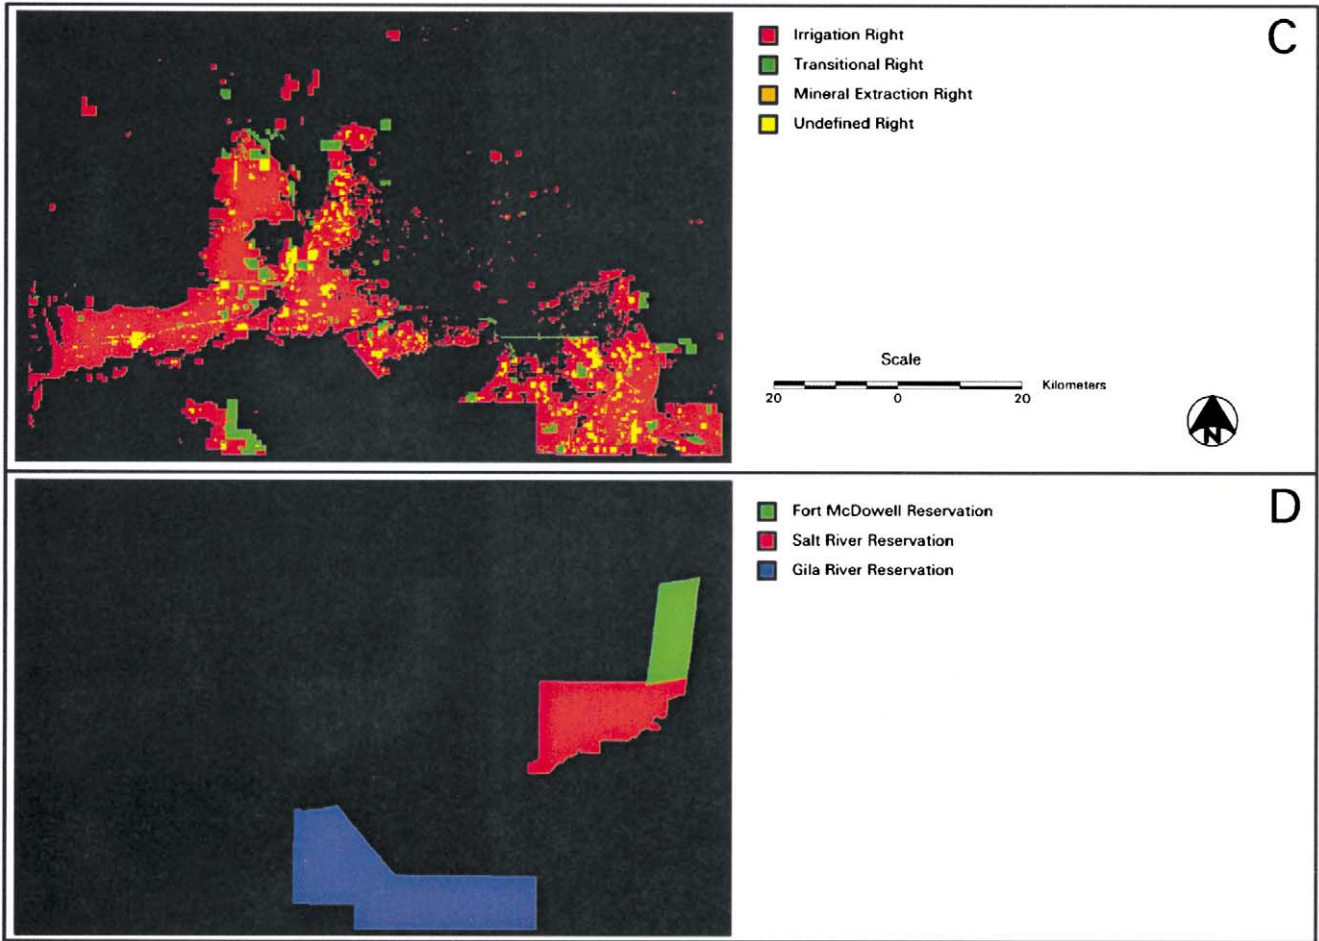 C
Irrigation Right
Transitional Right
Mineral Extraction Right
Undefined Right
Scale
20 0 20 Kilometers
N
D
Fort McDowell Reservation
Salt River Reservation
Gila River Reservation